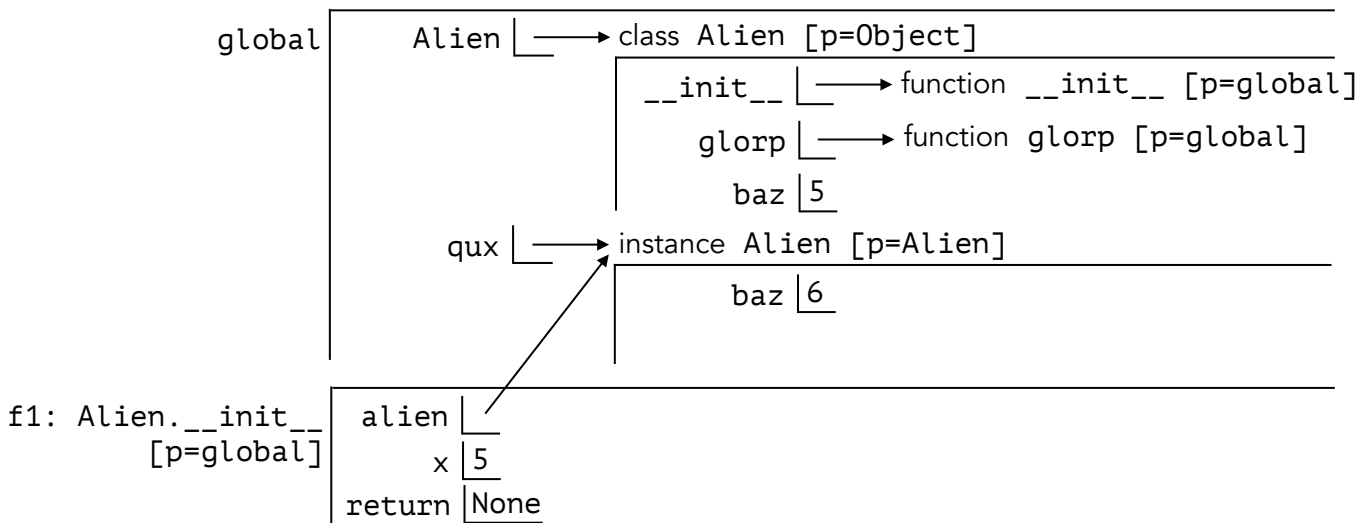 global Alien class Alien [p=Object]
__init__ function __init__ [p=global]
glorp function glorp [p=global]
baz 5
qux instance Alien [p=Alien]
baz 6
f1: Alien.__init__ alien
[p=global] x 5
return None